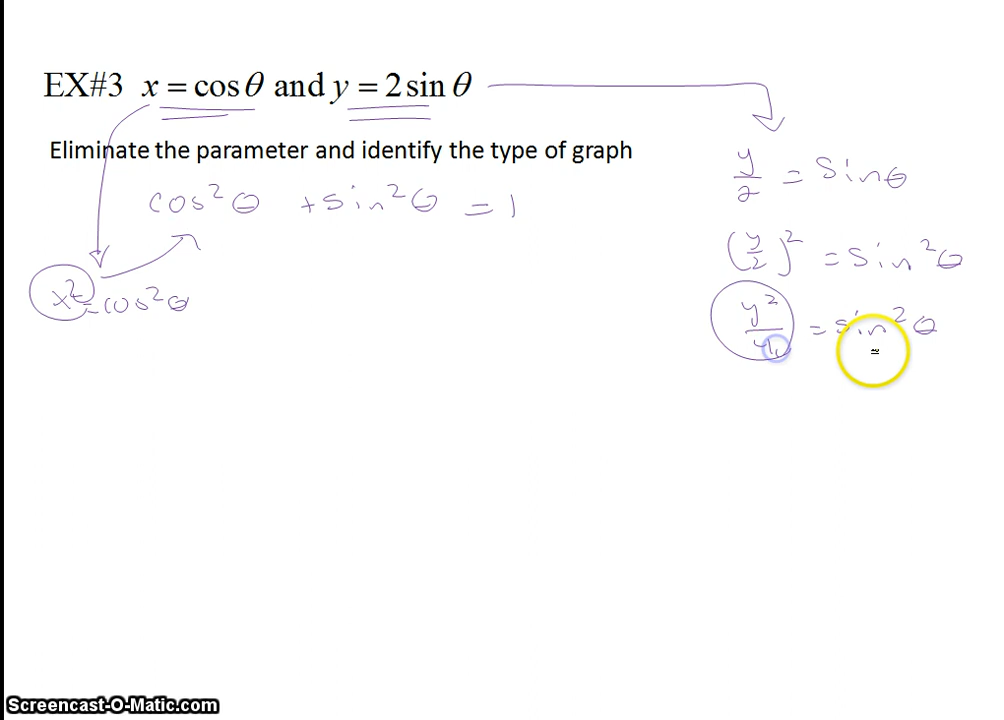 EX#3 x = cos θ and y = 2 sin θ
Eliminate the parameter and identify the type of graph
cos²θ + sin²θ = 1
x² = cos²θ
y/2 = sin θ
(y/2)² = sin²θ
y²/4 = sin²θ
Screencast-O-Matic.com